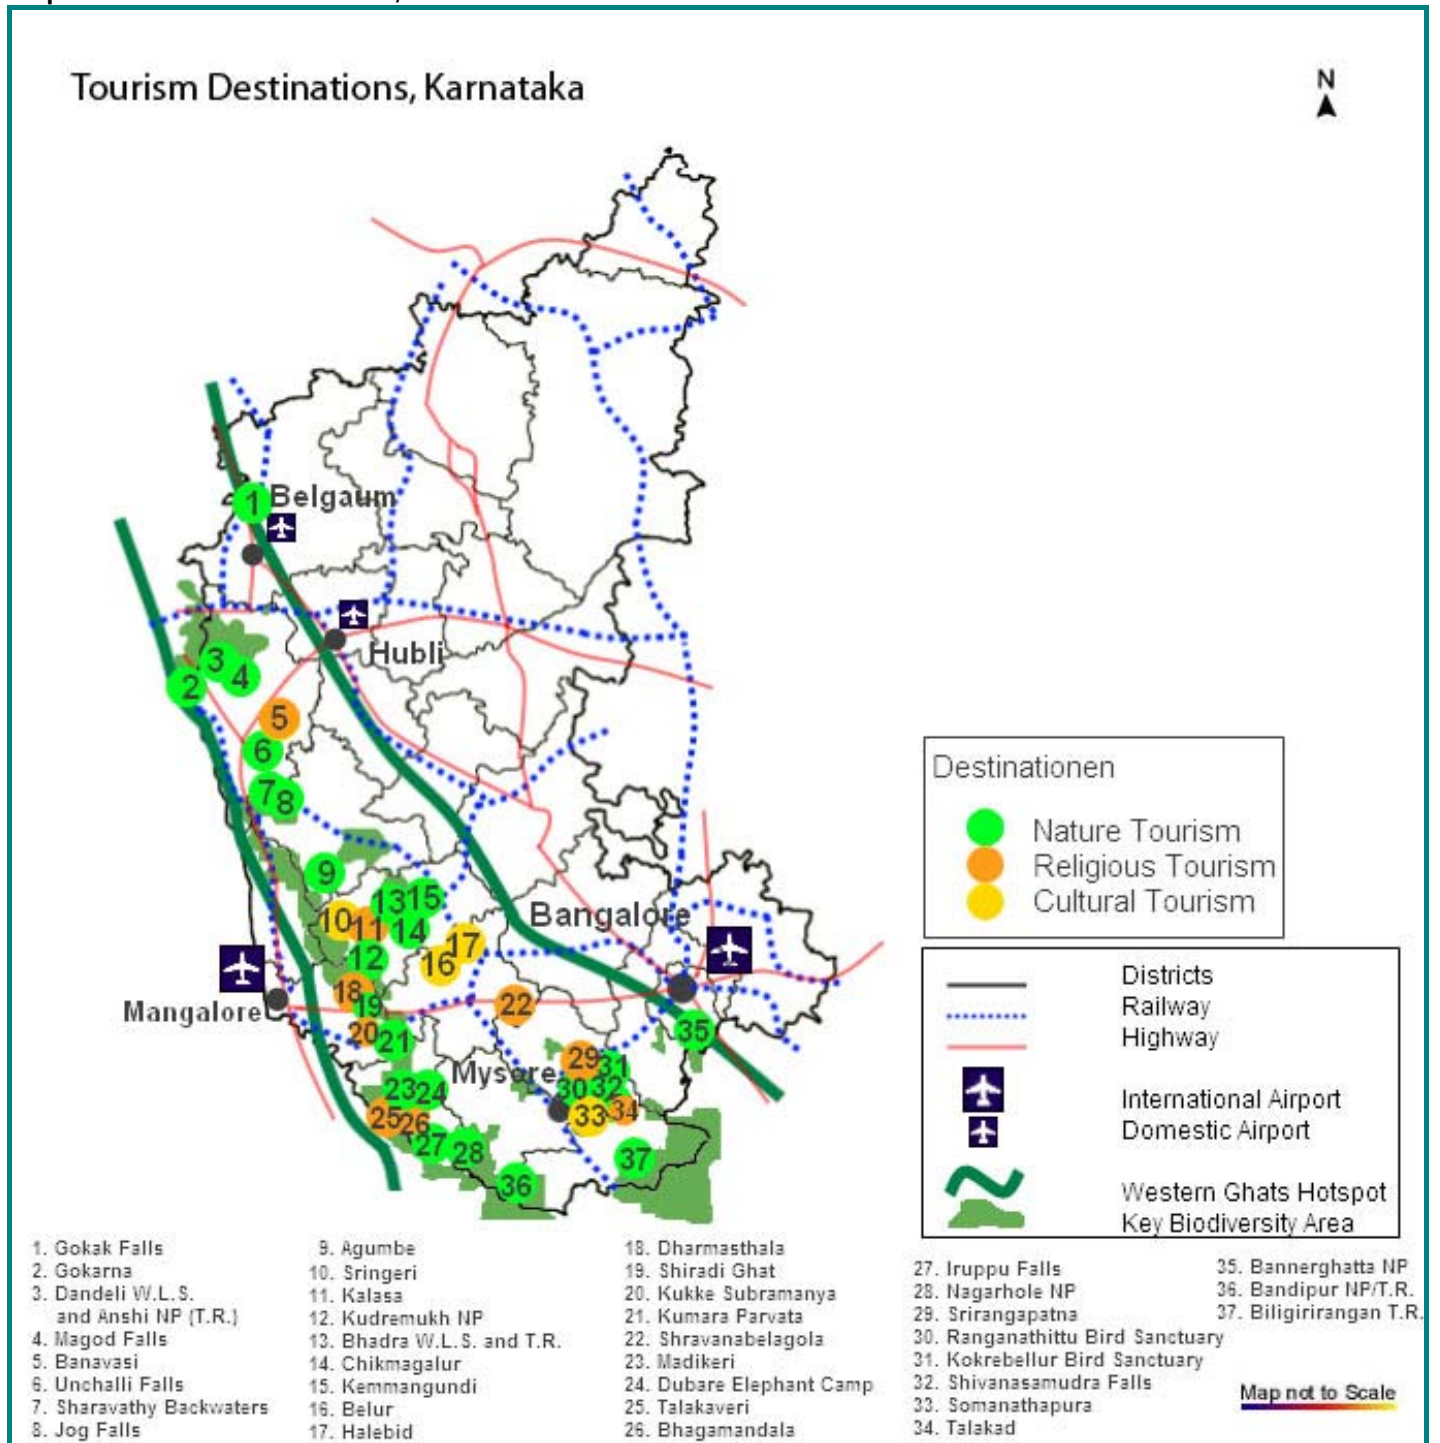 Tourism Destinations, Karnataka
N
Belgaum
Hubli
Bangalore
Mangalore
Mysore
1
2
3
4
5
6
7
8
9
10
11
12
13
14
15
16
17
18
19
20
21
22
23
24
25
26
27
28
29
30
31
32
33
34
35
36
37
Destinationen
Nature Tourism
Religious Tourism
Cultural Tourism
Districts
Railway
Highway
International Airport
Domestic Airport
Western Ghats Hotspot
Key Biodiversity Area
1. Gokak Falls
2. Gokarna
3. Dandeli W.L.S.
and Anshi NP (T.R.)
4. Magod Falls
5. Banavasi
6. Unchalli Falls
7. Sharavathy Backwaters
8. Jog Falls
9. Agumbe
10. Sringeri
11. Kalasa
12. Kudremukh NP
13. Bhadra W.L.S. and T.R.
14. Chikmagalur
15. Kemmangundi
16. Belur
17. Halebid
18. Dharmasthala
19. Shiradi Ghat
20. Kukke Subramanya
21. Kumara Parvata
22. Shravanabelagola
23. Madikeri
24. Dubare Elephant Camp
25. Talakaveri
26. Bhagamandala
27. Iruppu Falls
28. Nagarhole NP
29. Srirangapatna
30. Ranganathittu Bird Sanctuary
31. Kokrebellur Bird Sanctuary
32. Shivanasamudra Falls
33. Somanathapura
34. Talakad
35. Bannerghatta NP
36. Bandipur NP/T.R.
37. Biligirirangan T.R.
Map not to Scale